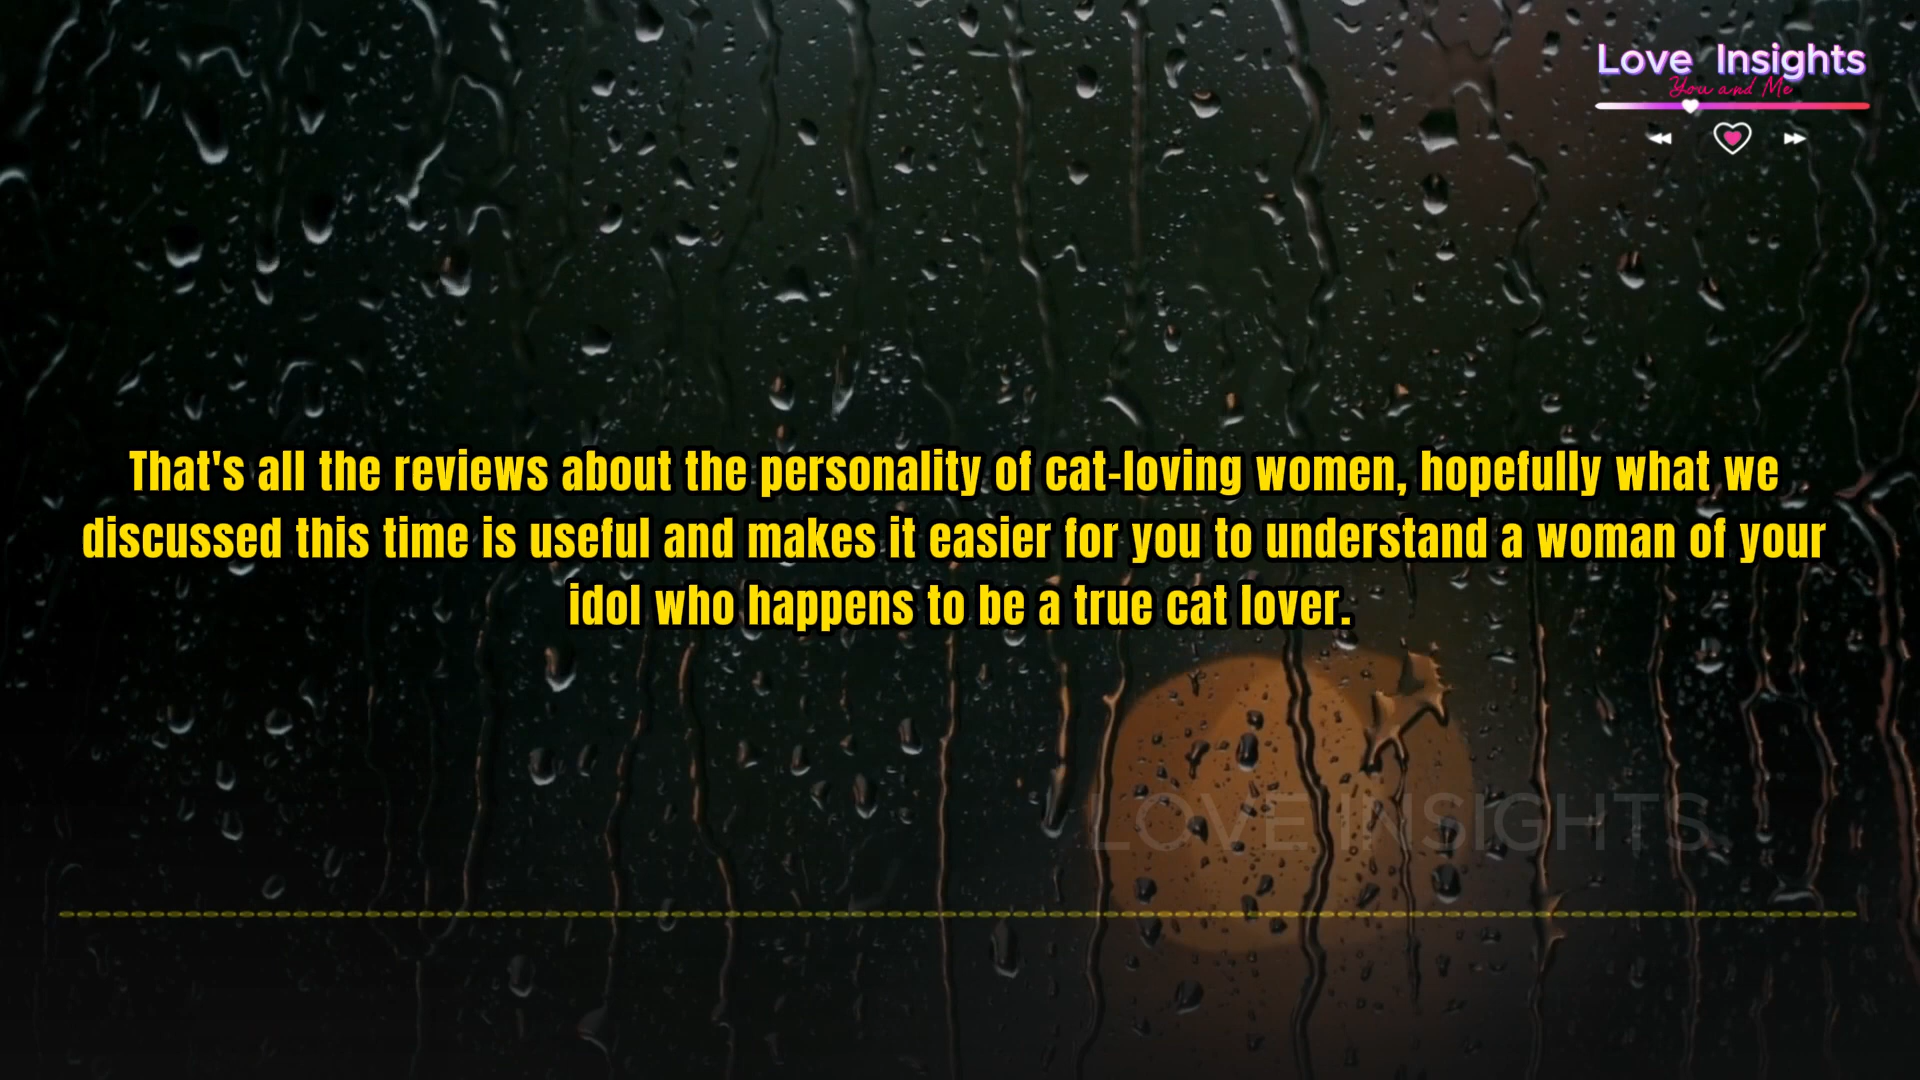 Love Insights
You and Me
That's all the reviews about the personality of cat-loving women, hopefully what we
discussed this time is useful and makes it easier for you to understand a woman of your
idol who happens to be a true cat lover.
LOVE INSIGHTS